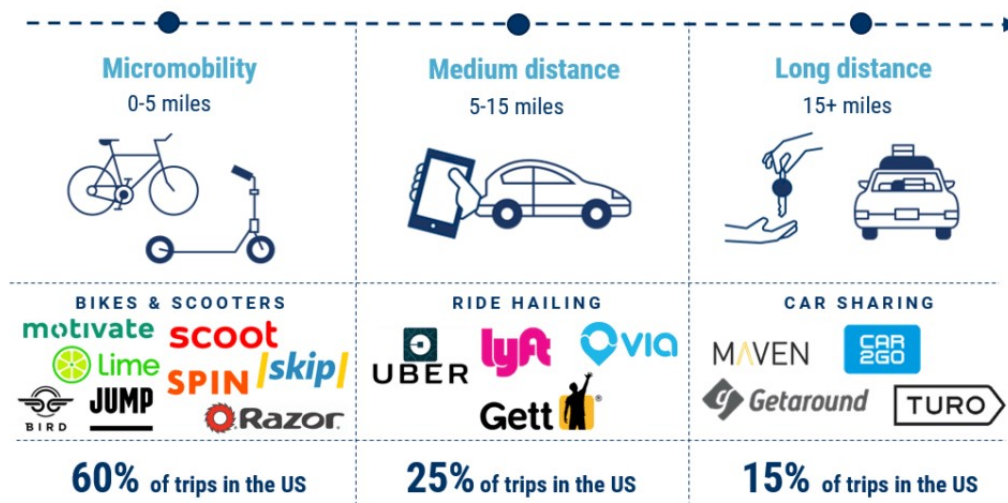 Micromobility
0-5 miles
Medium distance
5-15 miles
Long distance
15+ miles
BIKES & SCOOTERS
motivate
scoot
Lime
SPIN
/skip/
BIRD
JUMP
Razor
RIDE HAILING
UBER
lyft
VIA
Gett
CAR SHARING
MAVEN
CAR
2GO
g Getaround
TURO
60% of trips in the US
25% of trips in the US
15% of trips in the US